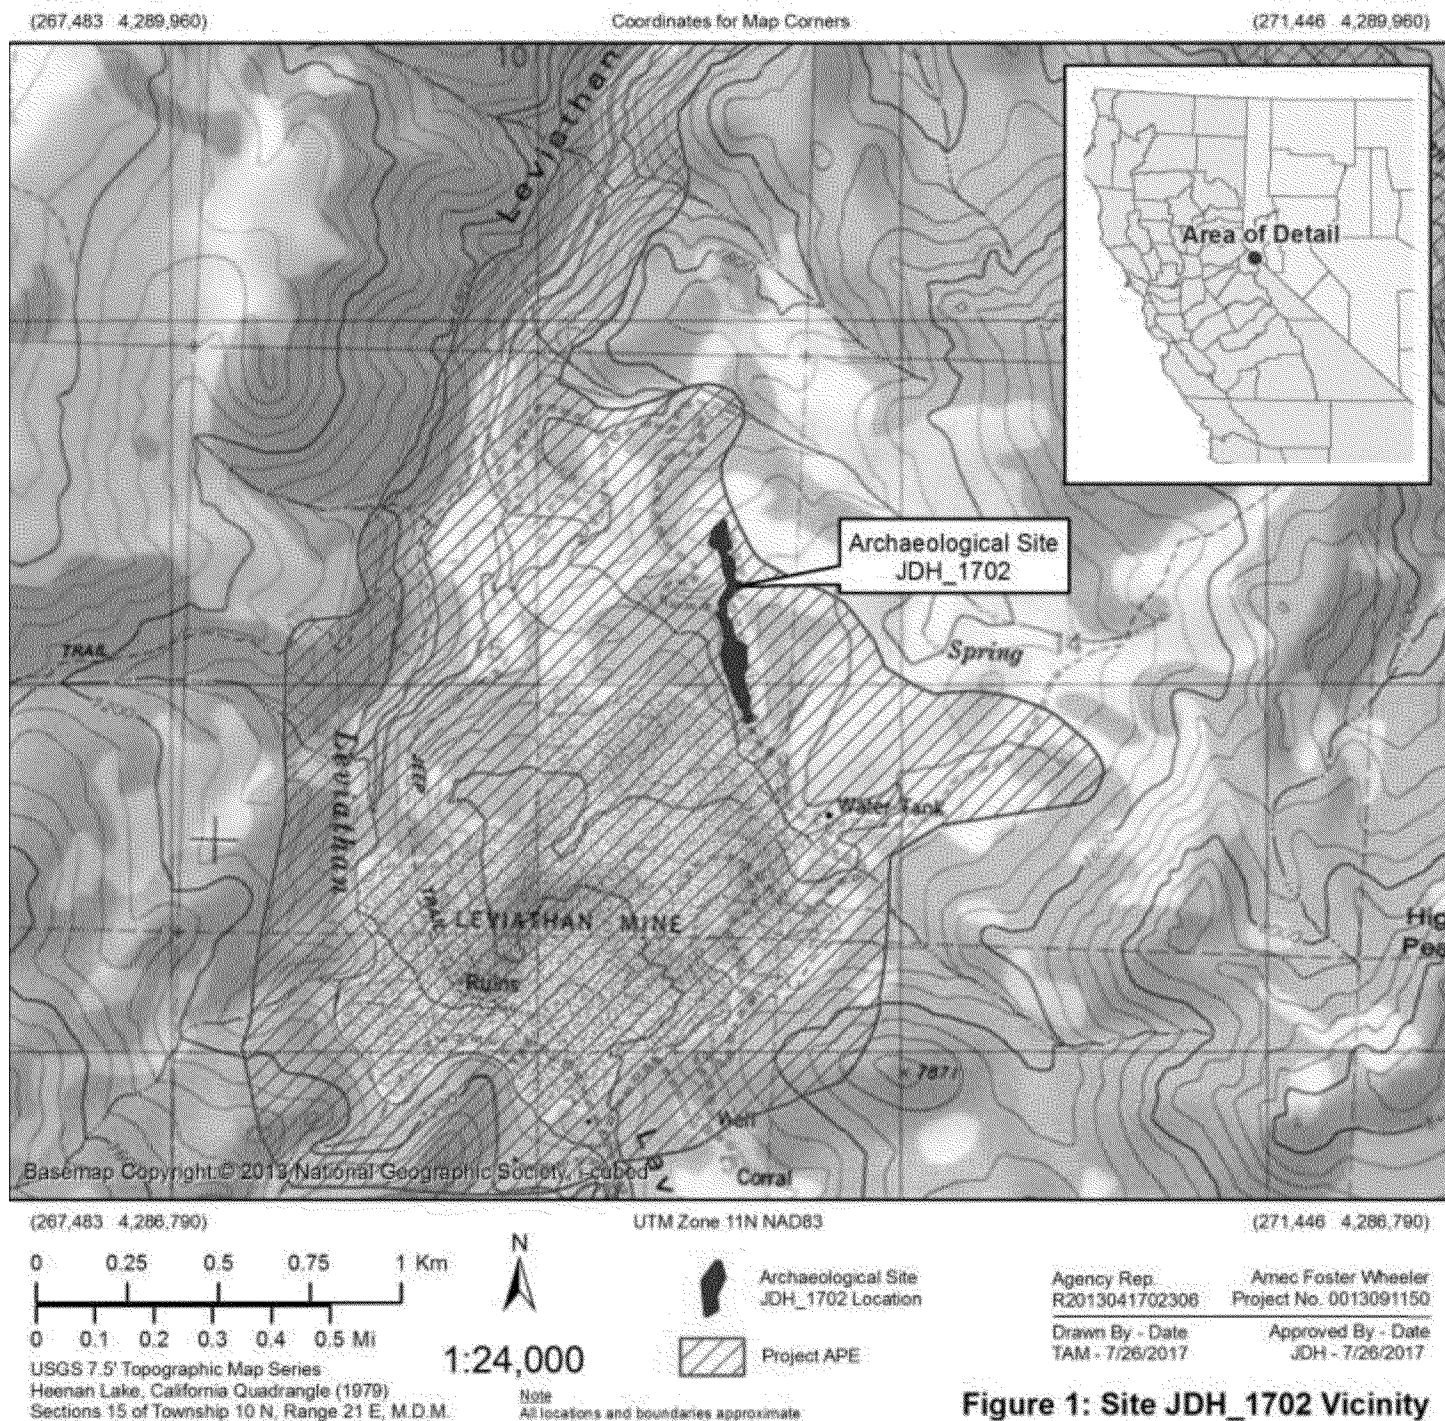 (267,483 4,289,960)
Coordinates for Map Corners
(271,446 4,289,960)
10
Leviathan
Area of Detail
Archaeological Site
JDH_1702
Spring
14
TRAIL
Leviathan
JEEP
TRAIL
Water Tank
LEVIATHAN MINE
Ruins
Hig
Pea
7871
Well
Corral
Basemap Copyright:© 2013 National Geographic Society, i-cubed
(267,483 4,286,790)
UTM Zone 11N NAD83
(271,446 4,286,790)
0 0.25 0.5 0.75 1 Km
0 0.1 0.2 0.3 0.4 0.5 Mi
N
1:24,000
Archaeological Site
JDH_1702 Location
Project APE
Agency Rep.
R2013041702306
Amec Foster Wheeler
Project No. 0013091150
Drawn By - Date
TAM - 7/26/2017
Approved By - Date
JDH - 7/26/2017
USGS 7.5' Topographic Map Series
Heenan Lake, California Quadrangle (1979)
Sections 15 of Township 10 N, Range 21 E, M.D.M.
Note
All locations and boundaries approximate
Figure 1: Site JDH_1702 Vicinity